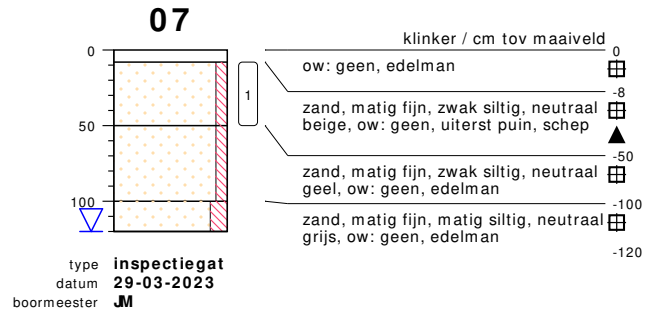 07
klinker / cm tov maaiveld
0
0
ow: geen, edelman
-8
1
zand, matig fijn, zwak siltig, neutraal
beige, ow: geen, uiterst puin, schep
50
-50
zand, matig fijn, zwak siltig, neutraal
geel, ow: geen, edelman
100
-100
zand, matig fijn, matig siltig, neutraal
grijs, ow: geen, edelman
-120
type inspectiegat
datum 29-03-2023
boormeester JM